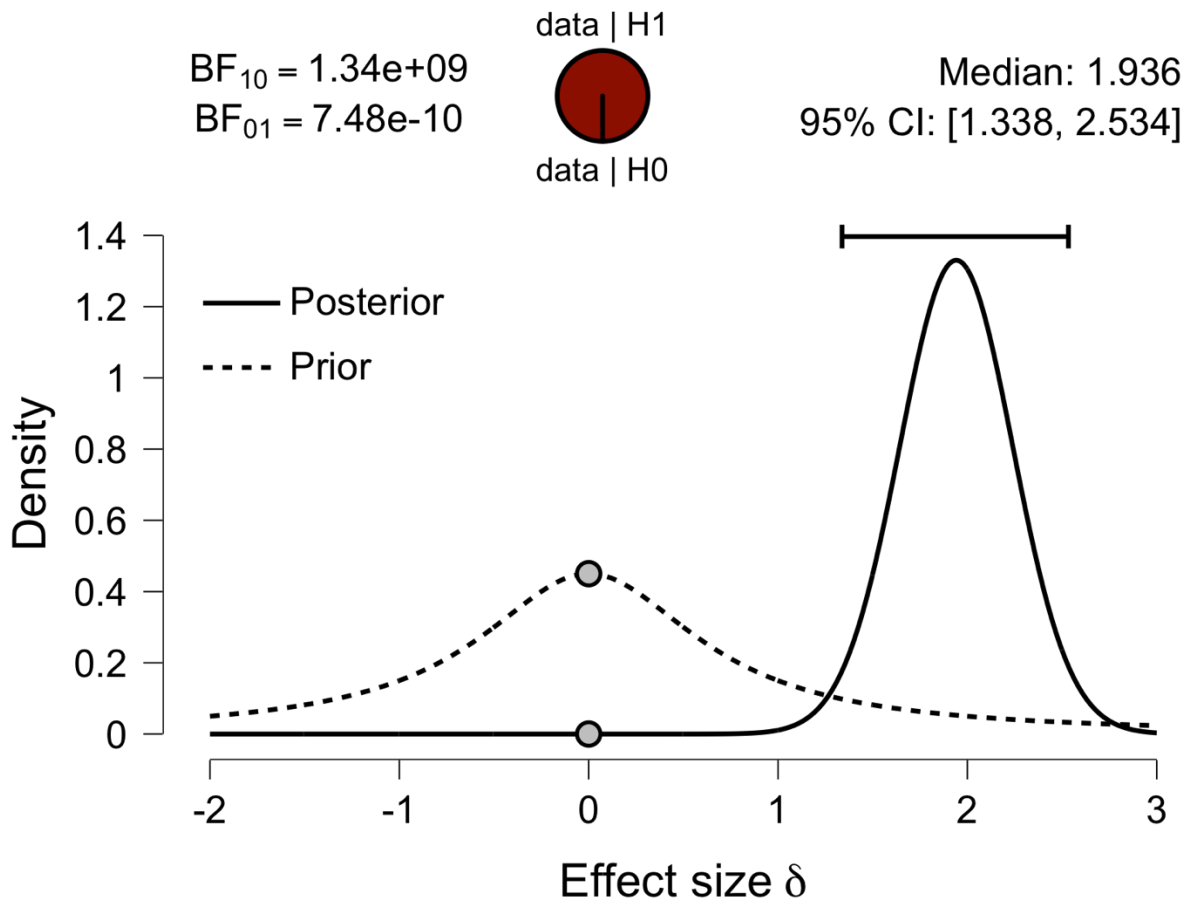 data | H1
BF10 = 1.34e+09
BF01 = 7.48e-10
Median: 1.936
95% CI: [1.338, 2.534]
data | H0
1.4
1.2
1
0.8
0.6
0.4
0.2
0
Density
Posterior
Prior
-2 -1 0 1 2 3
Effect size δ